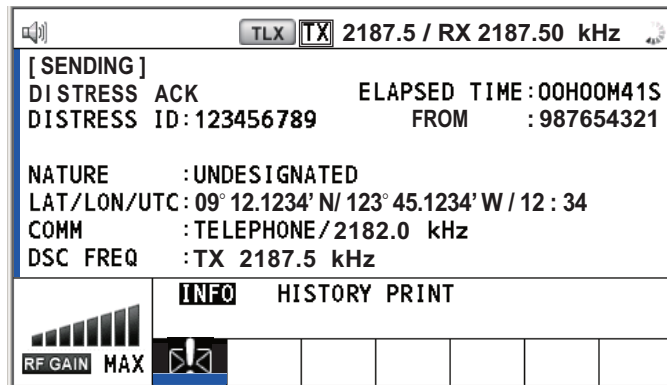 TLX TX 2187.5 / RX 2187.50 kHz
[ SENDING ]
DISTRESS ACK ELAPSED TIME:00H00M41S
DISTRESS ID:123456789 FROM : 987654321
NATURE :UNDESIGNATED
LAT/LON/UTC: 09° 12.1234' N/ 123° 45.1234' W / 12 : 34
COMM :TELEPHONE/2182.0 kHz
DSC FREQ :TX 2187.5 kHz
INFO HISTORY PRINT
RF GAIN MAX